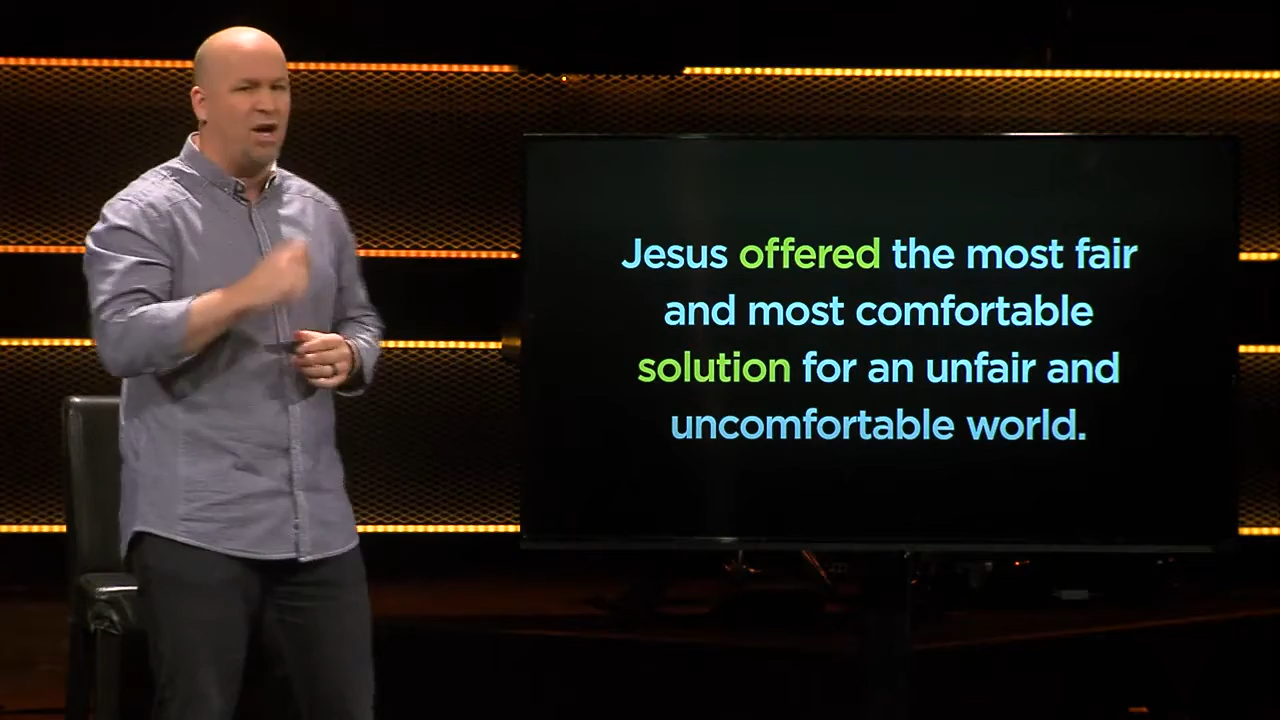 Jesus offered the most fair
and most comfortable
solution for an unfair and
uncomfortable world.